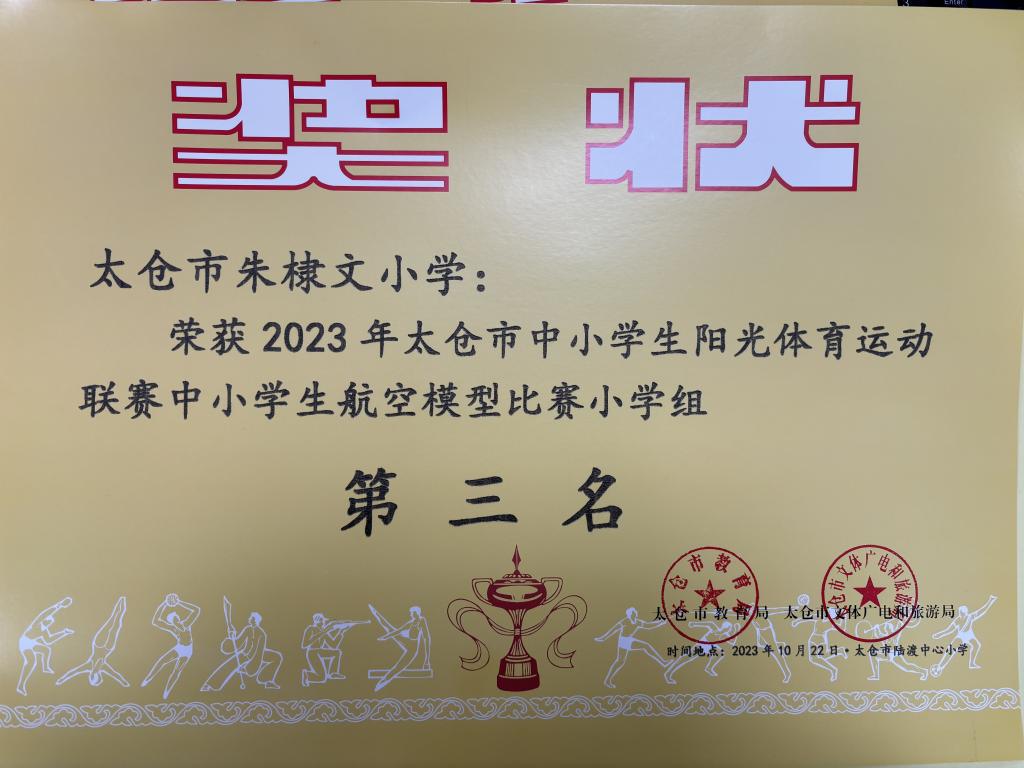 奖状
太仓市朱棣文小学：
荣获2023年太仓市中小学生阳光体育运动
联赛中小学生航空模型比赛小学组
第三名
太仓市教育局 太仓市文体广电和旅游局
时间地点：2023年10月22日·太仓市陆渡中心小学
Enter